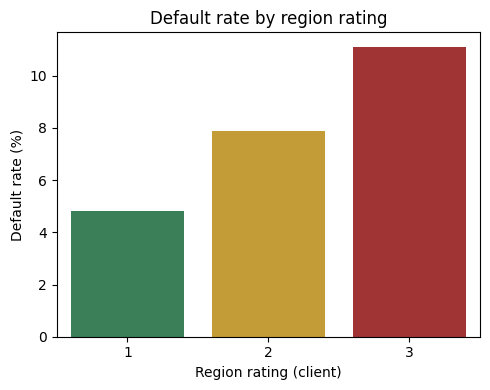 Default rate by region rating
Default rate (%)
10
8
6
4
2
0
1 2 3
Region rating (client)